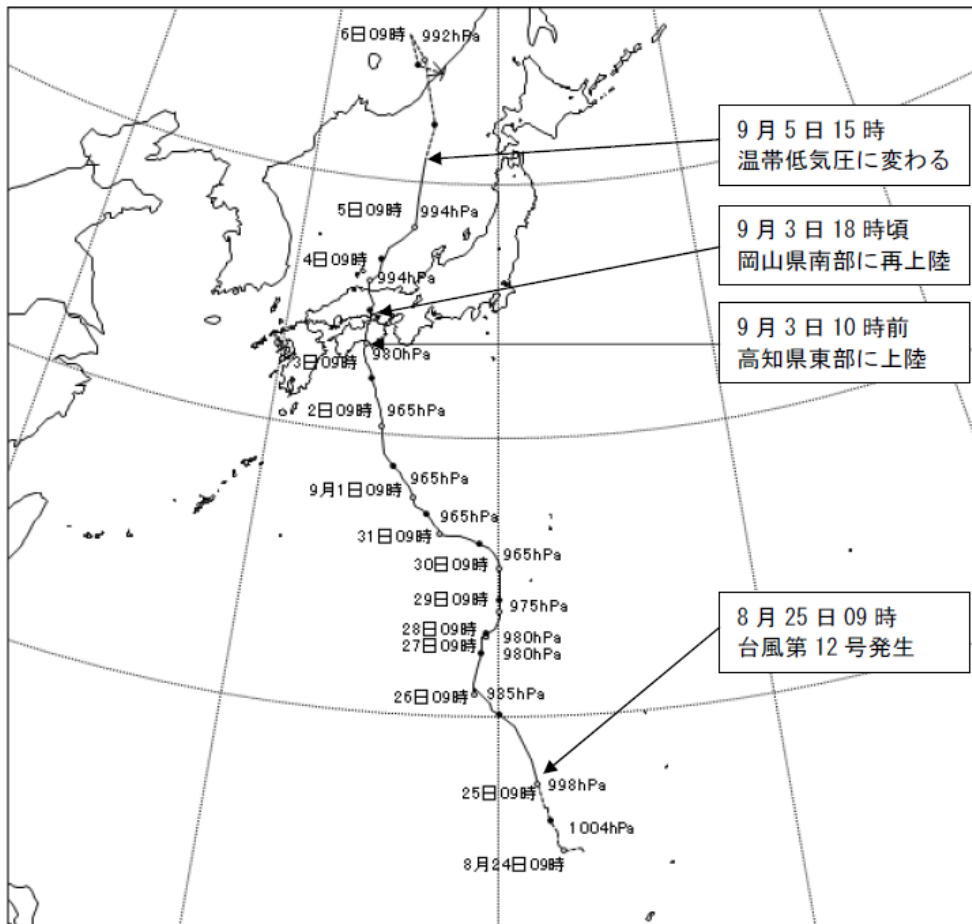 6日09時 992hPa
9月5日15時
温帯低気圧に変わる
5日09時 994hPa
9月3日18時頃
岡山県南部に再上陸
4日09時
994hPa
9月3日10時前
高知県東部に上陸
3日09時 980hPa
2日09時 965hPa
965hPa
9月1日09時
965hPa
31日09時
965hPa
30日09時
29日09時 975hPa
28日09時 980hPa
27日09時 980hPa
8月25日09時
台風第12号発生
26日09時 985hPa
25日09時 998hPa
1004hPa
8月24日09時